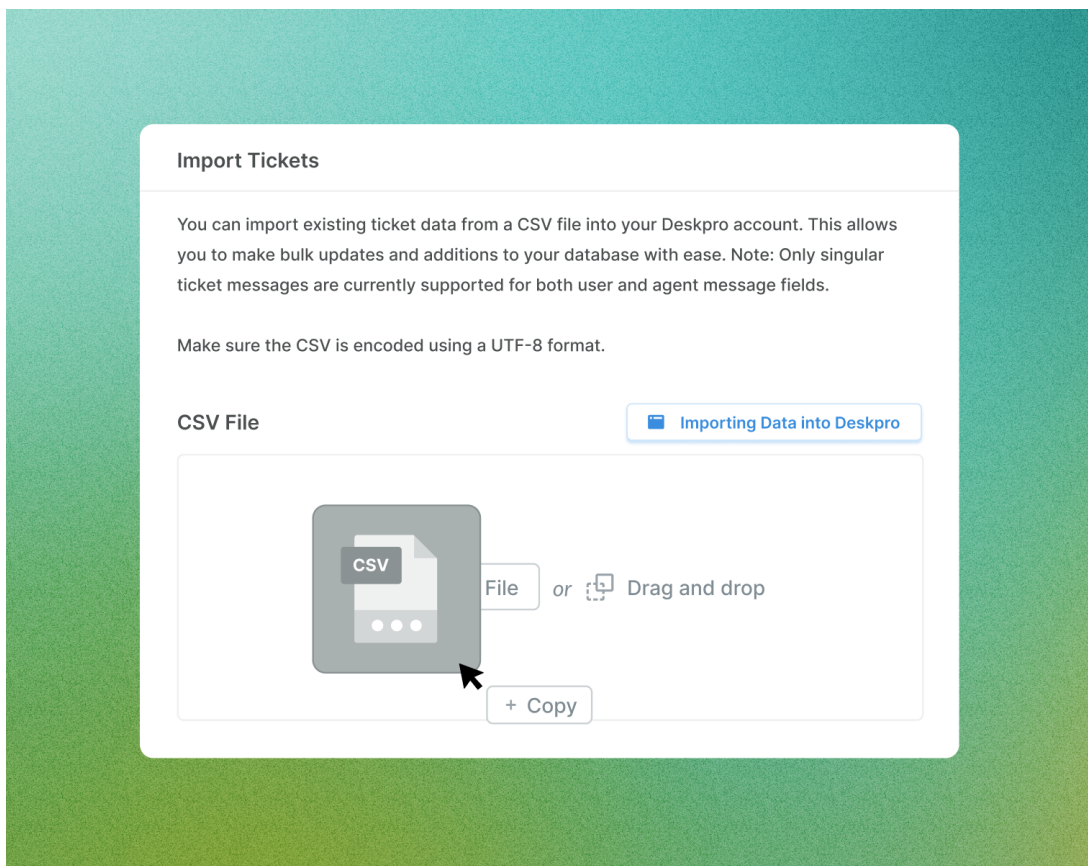 Import Tickets
You can import existing ticket data from a CSV file into your Deskpro account. This allows
you to make bulk updates and additions to your database with ease. Note: Only singular
ticket messages are currently supported for both user and agent message fields.
Make sure the CSV is encoded using a UTF-8 format.
CSV File
Importing Data into Deskpro
CSV
File or Drag and drop
+ Copy